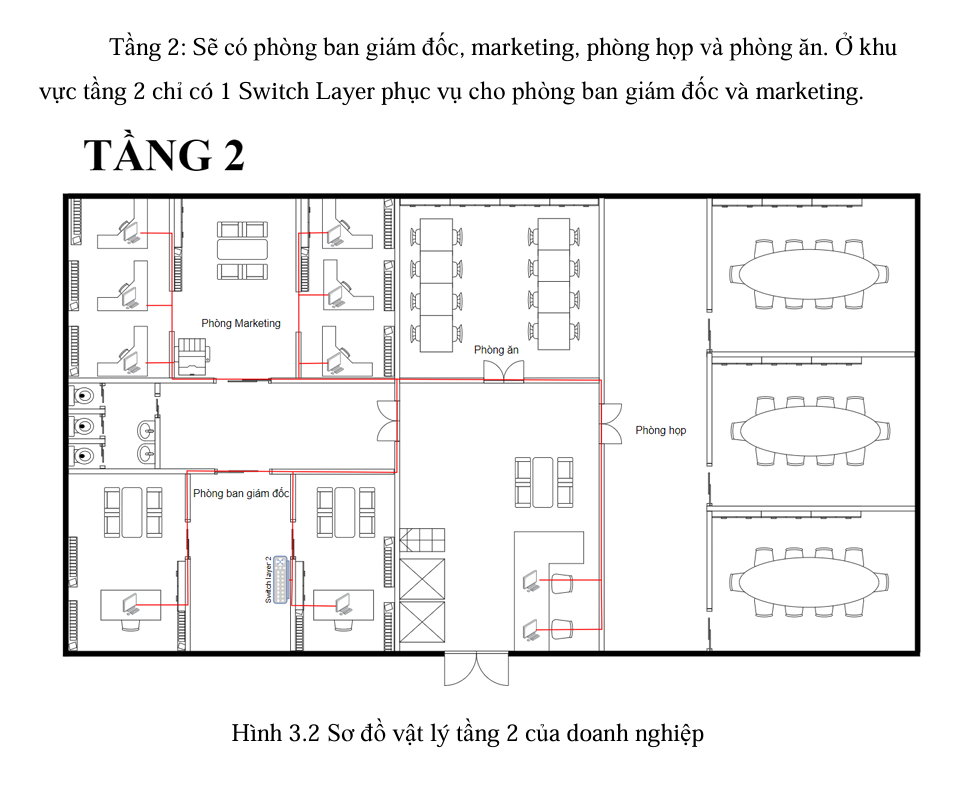 Tầng 2: Sẽ có phòng ban giám đốc, marketing, phòng họp và phòng ăn. Ở khu
vực tầng 2 chỉ có 1 Switch Layer phục vụ cho phòng ban giám đốc và marketing.
TẦNG 2
Phòng Marketing
Phòng ăn
Phòng họp
Phòng ban giám đốc
Switch layer 2
Hình 3.2 Sơ đồ vật lý tầng 2 của doanh nghiệp